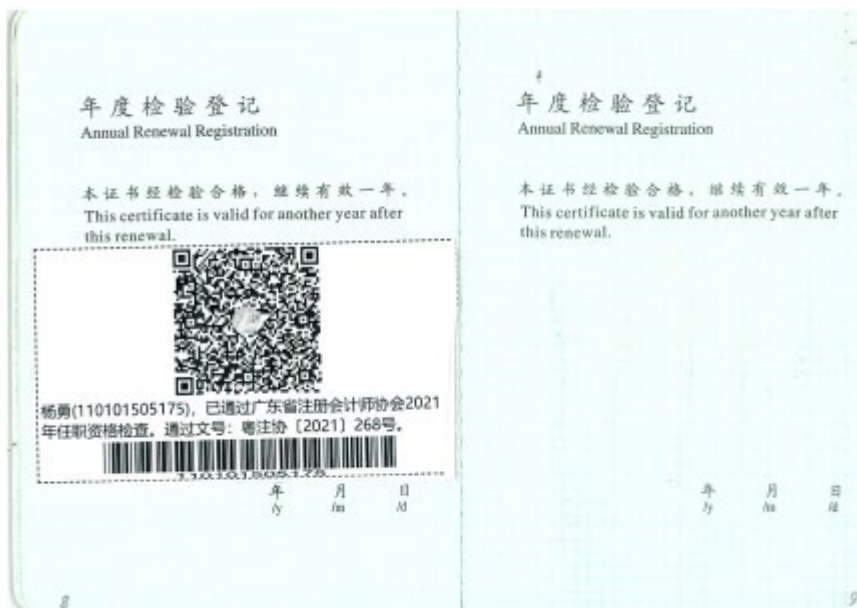 年度检验登记
Annual Renewal Registration
本证书经检验合格，继续有效一年。
This certificate is valid for another year after
this renewal.
杨勇(110101505175)，已通过广东省注册会计师协会2021
年任职资格检查。通过文号：粤注协〔2021〕268号。
110101505175
年 月 日
/y /m /d
8
年度检验登记
Annual Renewal Registration
本证书经检验合格，继续有效一年。
This certificate is valid for another year after
this renewal.
年 月 日
/y /m /d
9